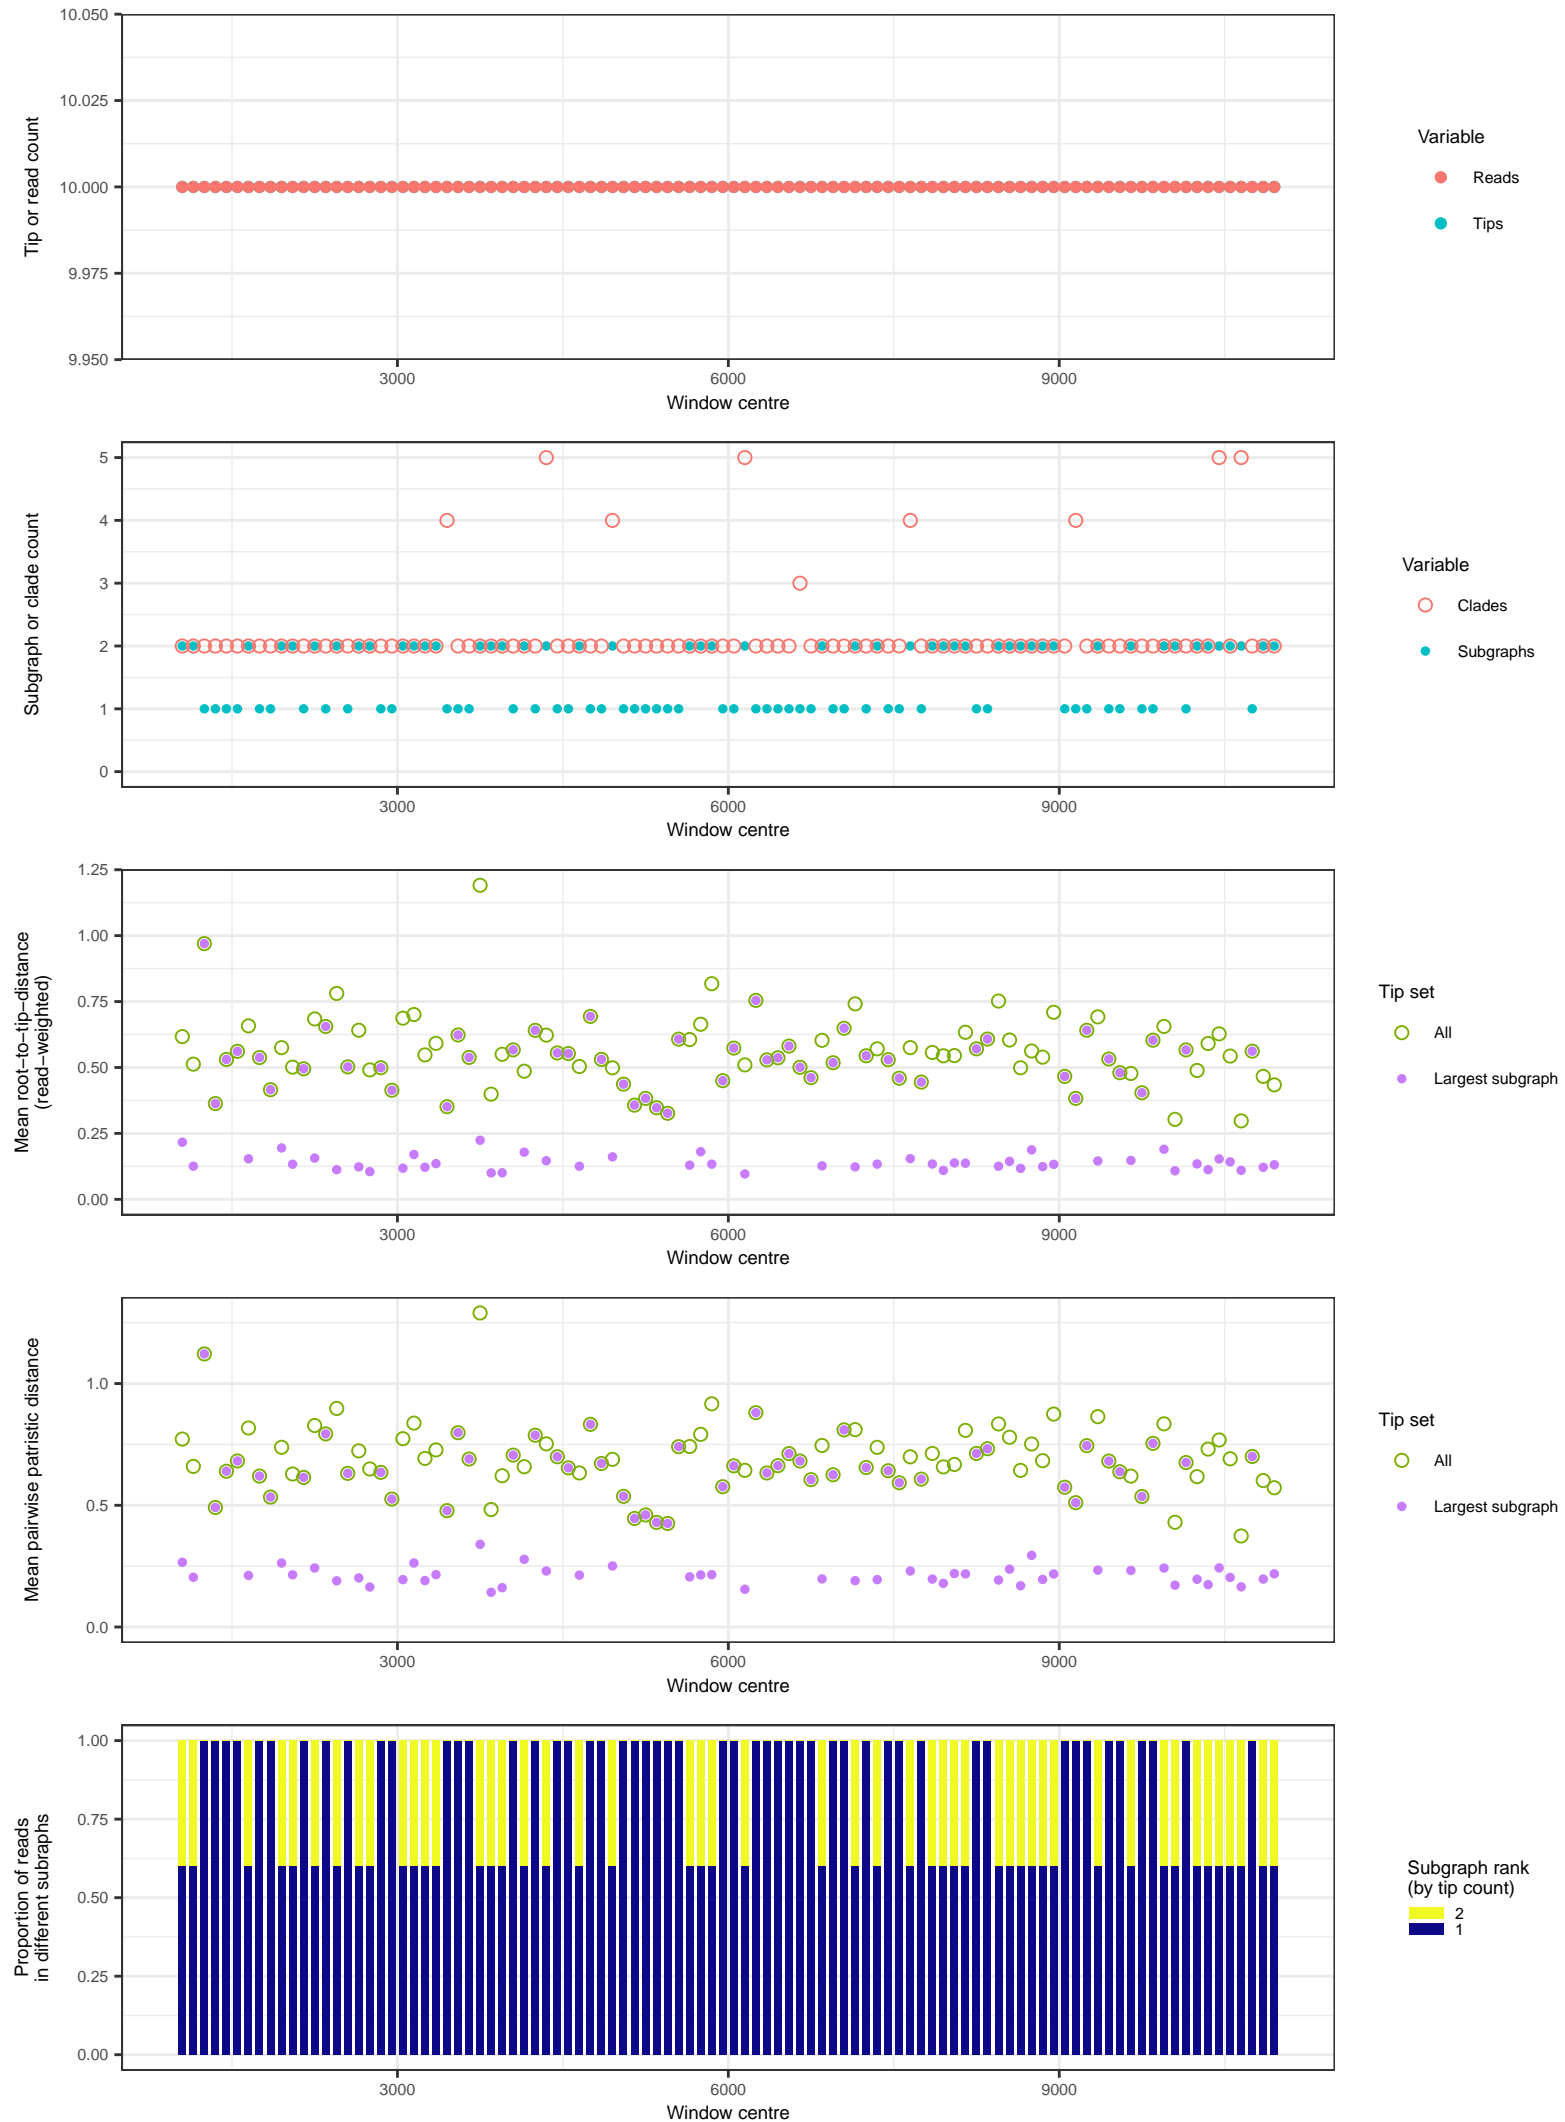 10.050
10.025
10.000
9.975
9.950
Tip or read count
3000
6000
9000
Window centre
Variable
Reads
Tips
5
4
3
2
1
0
Subgraph or clade count
3000
6000
9000
Window centre
Variable
Clades
Subgraphs
1.25
1.00
0.75
0.50
0.25
0.00
Mean root−to−tip−distance
(read−weighted)
3000
6000
9000
Window centre
Tip set
All
Largest subgraph
1.0
0.5
0.0
Mean pairwise patristic distance
3000
6000
9000
Window centre
Tip set
All
Largest subgraph
1.00
0.75
0.50
0.25
0.00
Proportion of reads
in different subraphs
3000
6000
9000
Window centre
Subgraph rank
(by tip count)
2
1